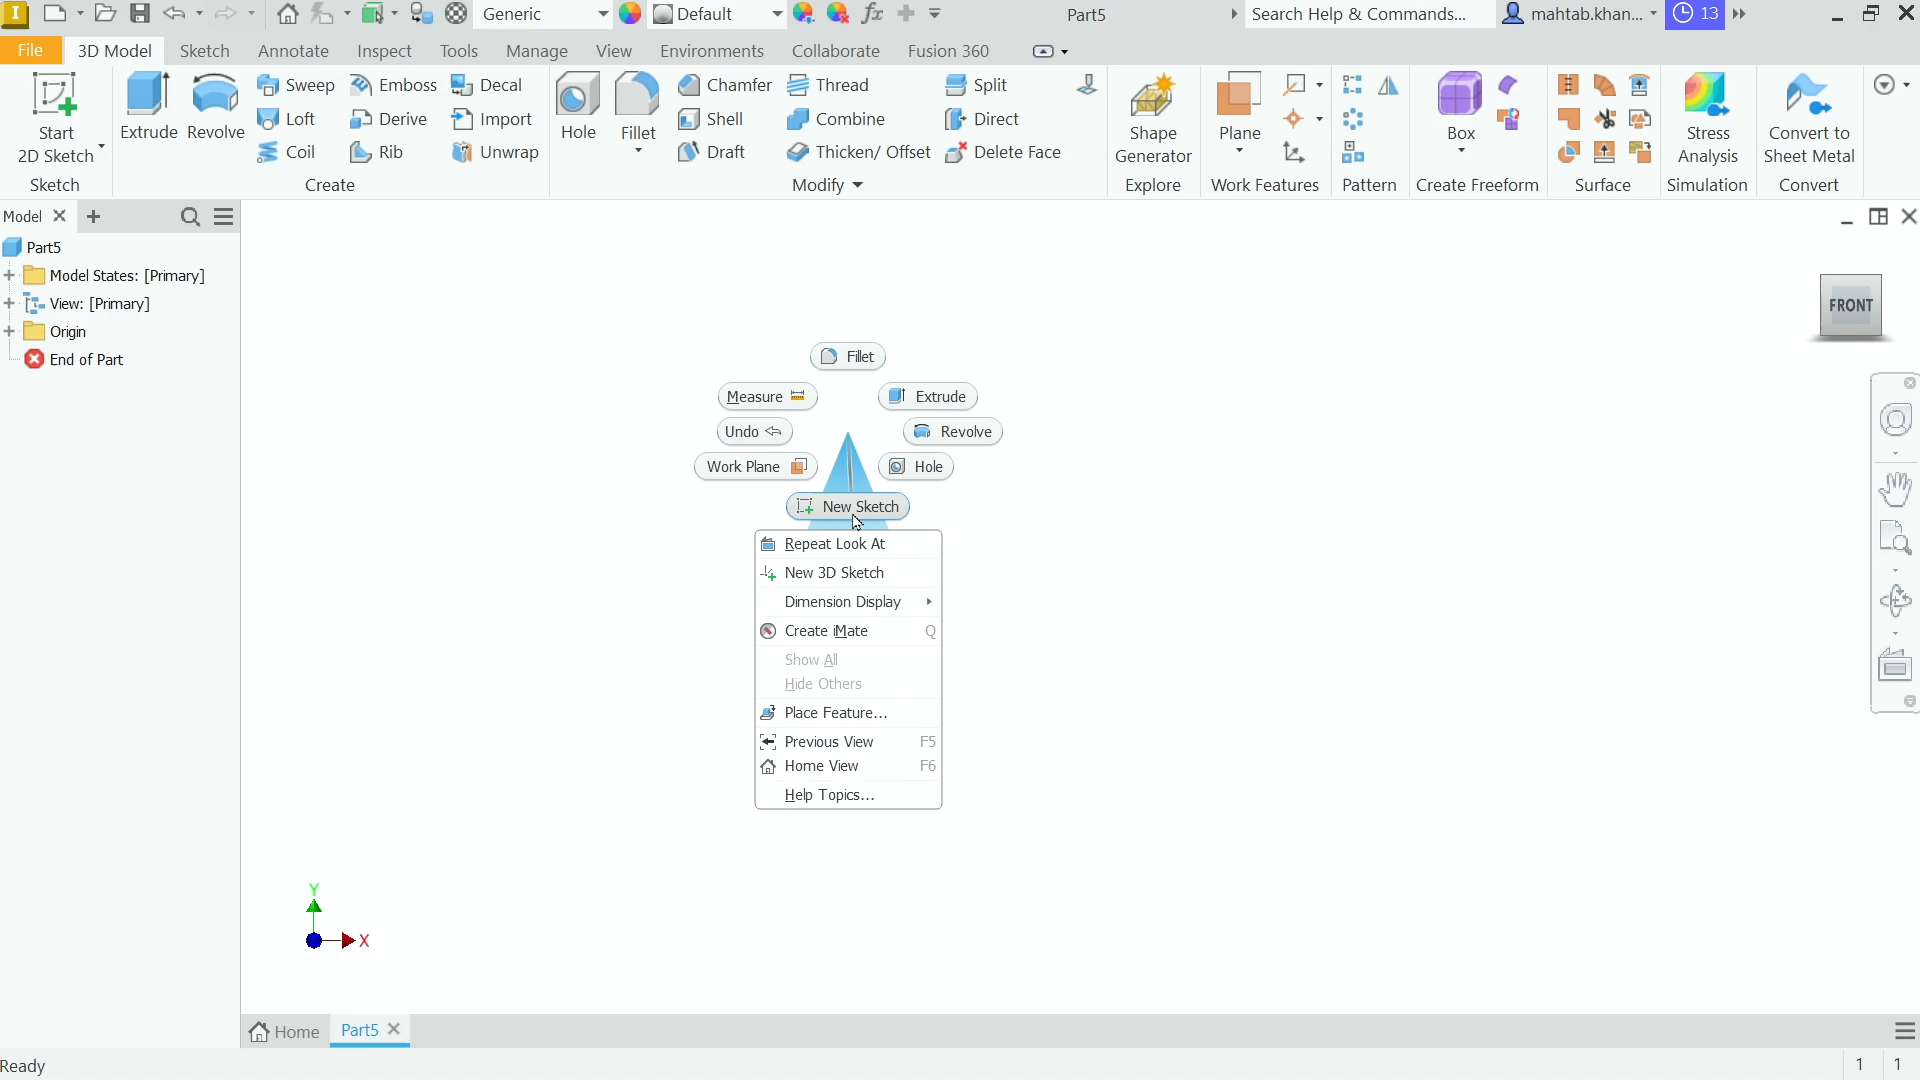 I Generic Default fx Part5 Search Help & Commands... mahtab.khan... 13
File 3D Model Sketch Annotate Inspect Tools Manage View Environments Collaborate Fusion 360
Start 2D Sketch
Extrude
Revolve
Sweep
Loft
Coil
Emboss
Derive
Rib
Decal
Import
Unwrap
Hole
Fillet
Chamfer
Shell
Draft
Thread
Combine
Thicken/ Offset
Split
Direct
Delete Face
Shape Generator
Plane
Box
Stress Analysis
Convert to Sheet Metal
Sketch Create Modify Explore Work Features Pattern Create Freeform Surface Simulation Convert
Model
Part5
Model States: [Primary]
View: [Primary]
Origin
End of Part
FRONT
Fillet
Measure Extrude
Undo Revolve
Work Plane Hole
New Sketch
Repeat Look At
New 3D Sketch
Dimension Display
Create iMate Q
Show All
Hide Others
Place Feature...
Previous View F5
Home View F6
Help Topics...
Y
X
Home Part5
Ready 1 1